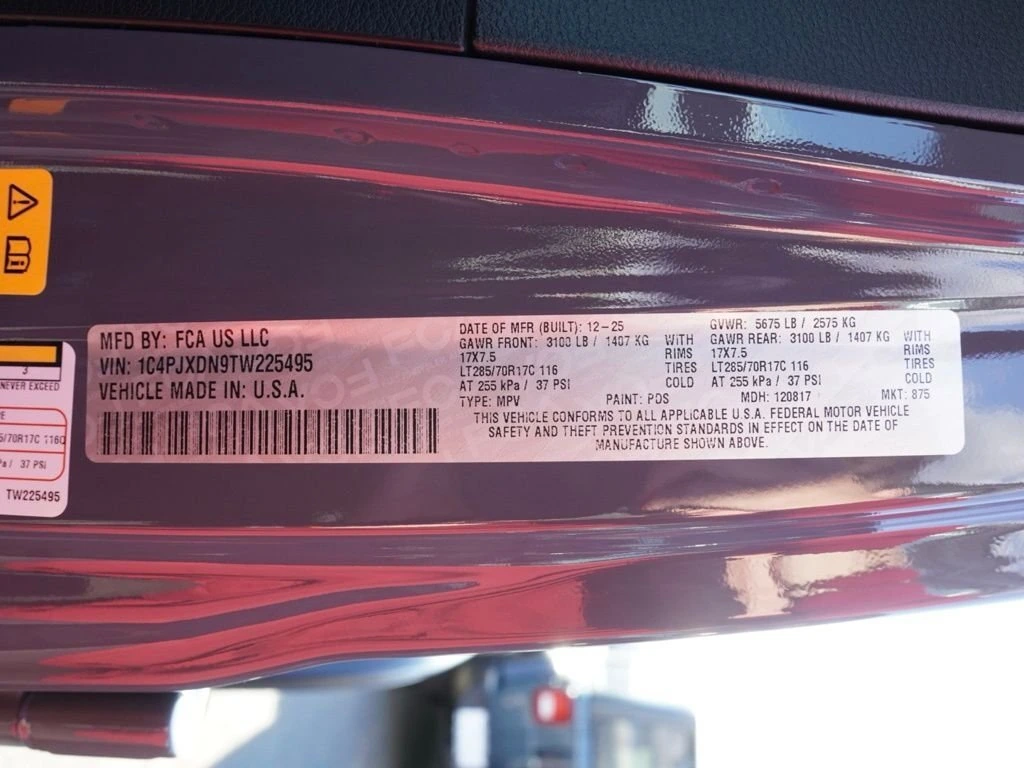 MFD BY: FCA US LLC
VIN: 1C4PJXDN9TW225495
VEHICLE MADE IN: U.S.A.
DATE OF MFR (BUILT): 12-25
GAWR FRONT: 3100 LB / 1407 KG WITH
17X7.5 RIMS
LT285/70R17C 116 TIRES
AT 255 kPa / 37 PSI COLD
TYPE: MPV PAINT: PDS
GVWR: 5675 LB / 2575 KG
GAWR REAR: 3100 LB / 1407 KG WITH
17X7.5 RIMS
LT285/70R17C 116 TIRES
AT 255 kPa / 37 PSI COLD
MDH: 120817 MKT: 875
THIS VEHICLE CONFORMS TO ALL APPLICABLE U.S.A. FEDERAL MOTOR VEHICLE
SAFETY AND THEFT PREVENTION STANDARDS IN EFFECT ON THE DATE OF
MANUFACTURE SHOWN ABOVE.
3
NEVER EXCEED
5/70R17C 116Q
/ 37 PSI
TW225495